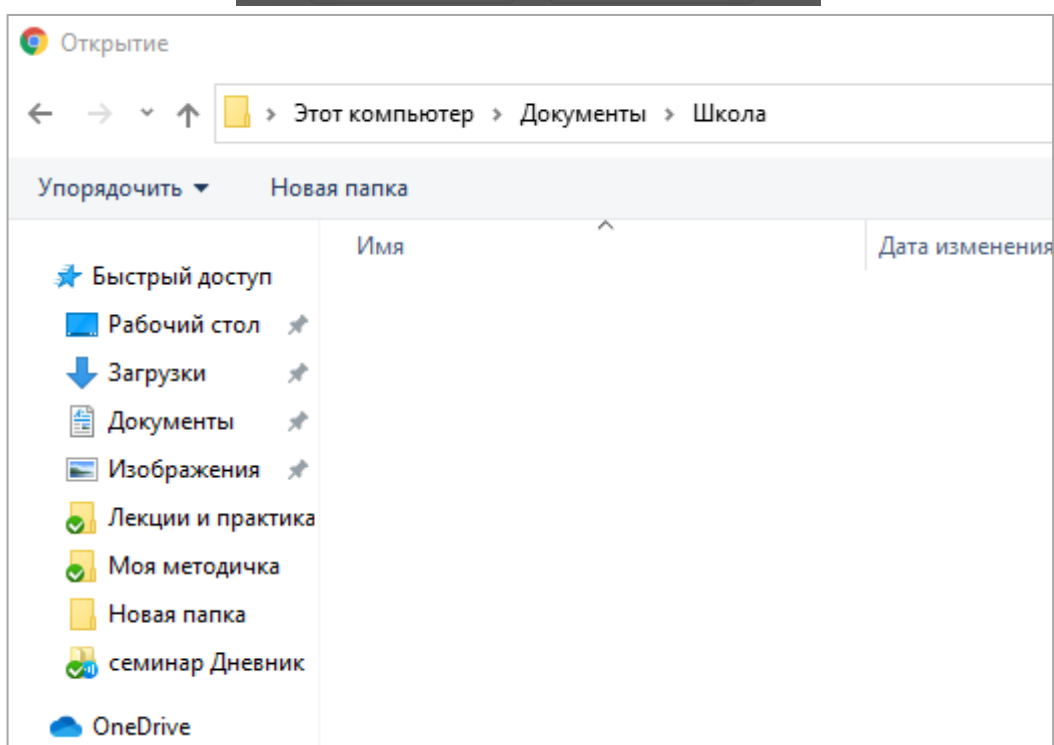 Открытие
Этот компьютер > Документы > Школа
Упорядочить Новая папка
Имя Дата изменения
Быстрый доступ
Рабочий стол
Загрузки
Документы
Изображения
Лекции и практика
Моя методичка
Новая папка
семинар Дневник
OneDrive